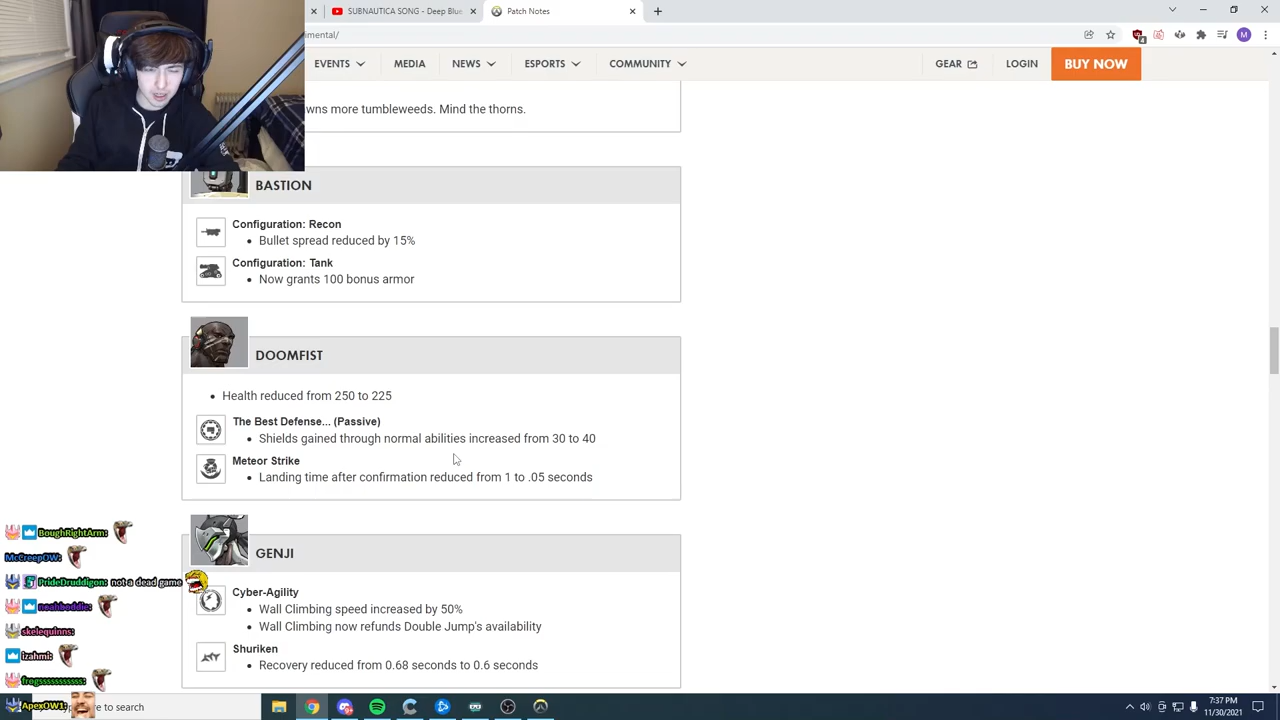 SUBNAUTICA SONG - Deep Blue
Patch Notes
imental/
EVENTS MEDIA NEWS ESPORTS COMMUNITY GEAR LOGIN BUY NOW
wns more tumbleweeds. Mind the thorns.
BASTION
Configuration: Recon
Bullet spread reduced by 15%
Configuration: Tank
Now grants 100 bonus armor
DOOMFIST
Health reduced from 250 to 225
The Best Defense... (Passive)
Shields gained through normal abilities increased from 30 to 40
Meteor Strike
Landing time after confirmation reduced from 1 to .05 seconds
GENJI
Cyber-Agility
Wall Climbing speed increased by 50%
Wall Climbing now refunds Double Jump's availability
Shuriken
Recovery reduced from 0.68 seconds to 0.6 seconds
BoughRightArm:
McCreepOW:
PrideDruddigon: not a dead game
noahboddie:
skelequinns:
izahmi:
frogsssssssssss:
ApexOW1:
to search
7:37 PM
11/30/2021